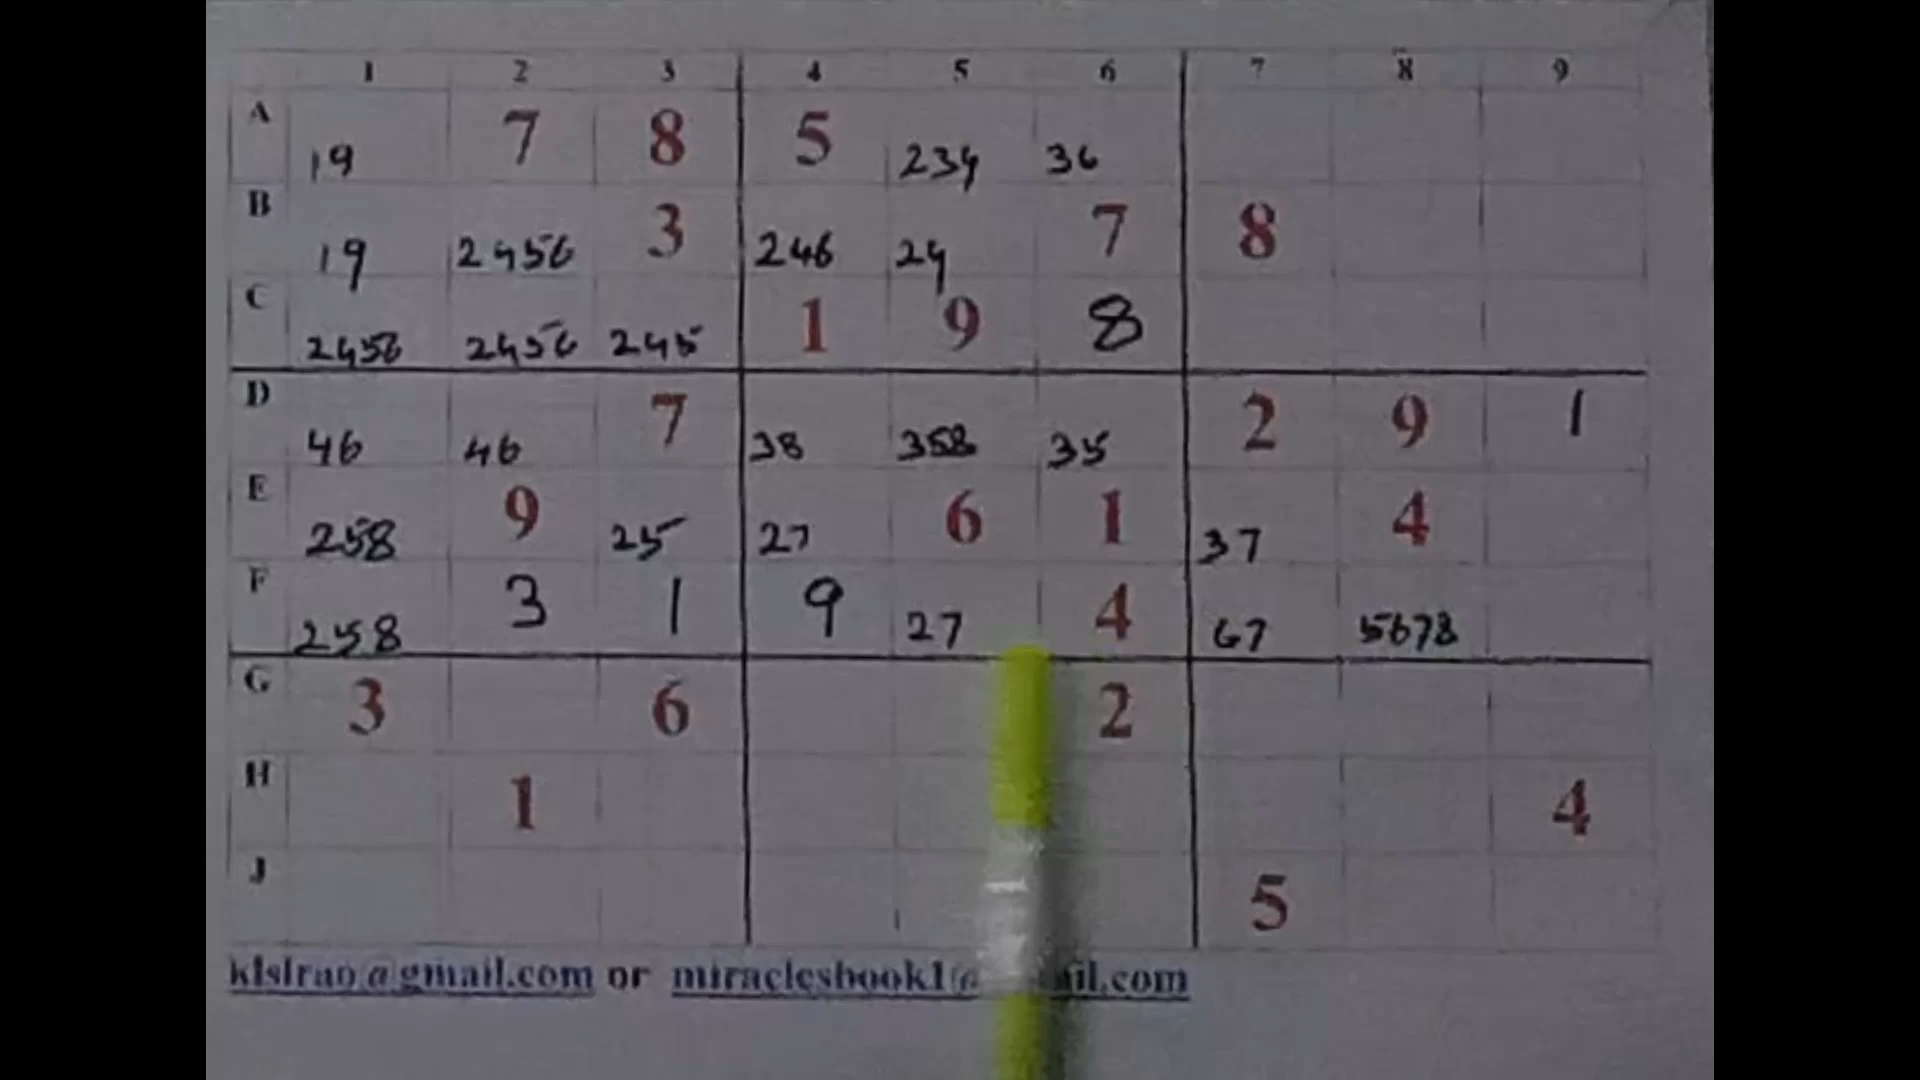 1 2 3 4 5 6 7 8 9
A 19 7 8 5 234 36
B 19 2456 3 246 24 7 8
C 2456 2456 245 1 9 8
D 46 46 7 38 358 35 2 9 1
E 258 9 25 27 6 1 37 4
F 258 3 1 9 27 4 67 5678
G 3 6 2
H 1 4
J 5
klslrao@gmail.com or